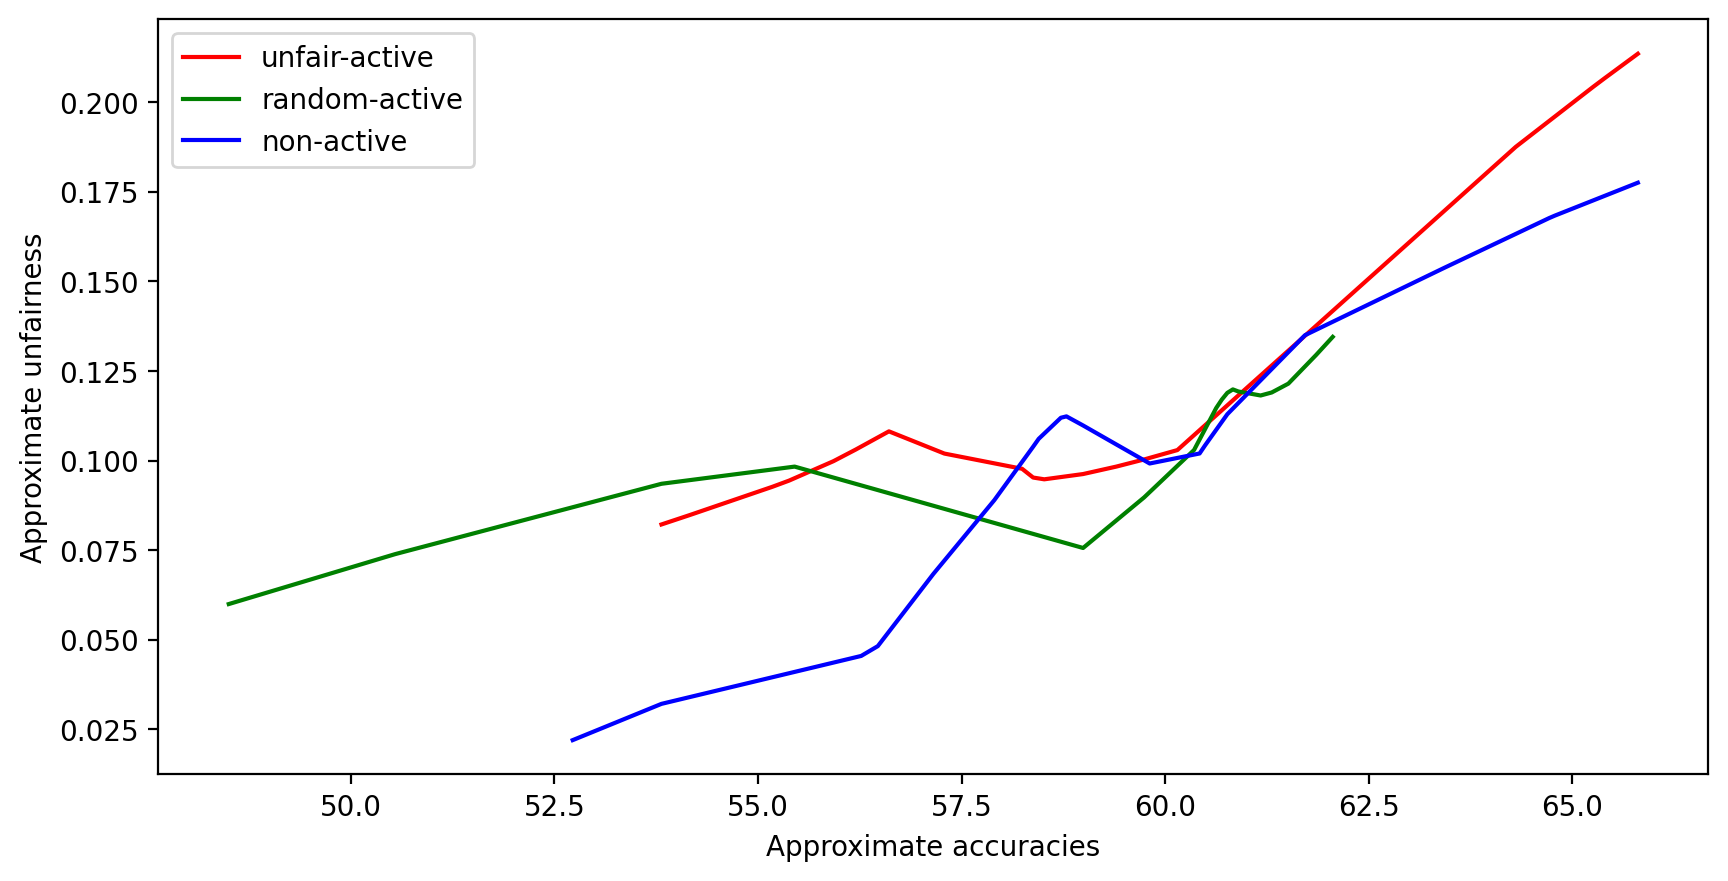 unfair-active
random-active
non-active
0.200
0.175
0.150
0.125
0.100
0.075
0.050
0.025
Approximate unfairness
50.0 52.5 55.0 57.5 60.0 62.5 65.0
Approximate accuracies